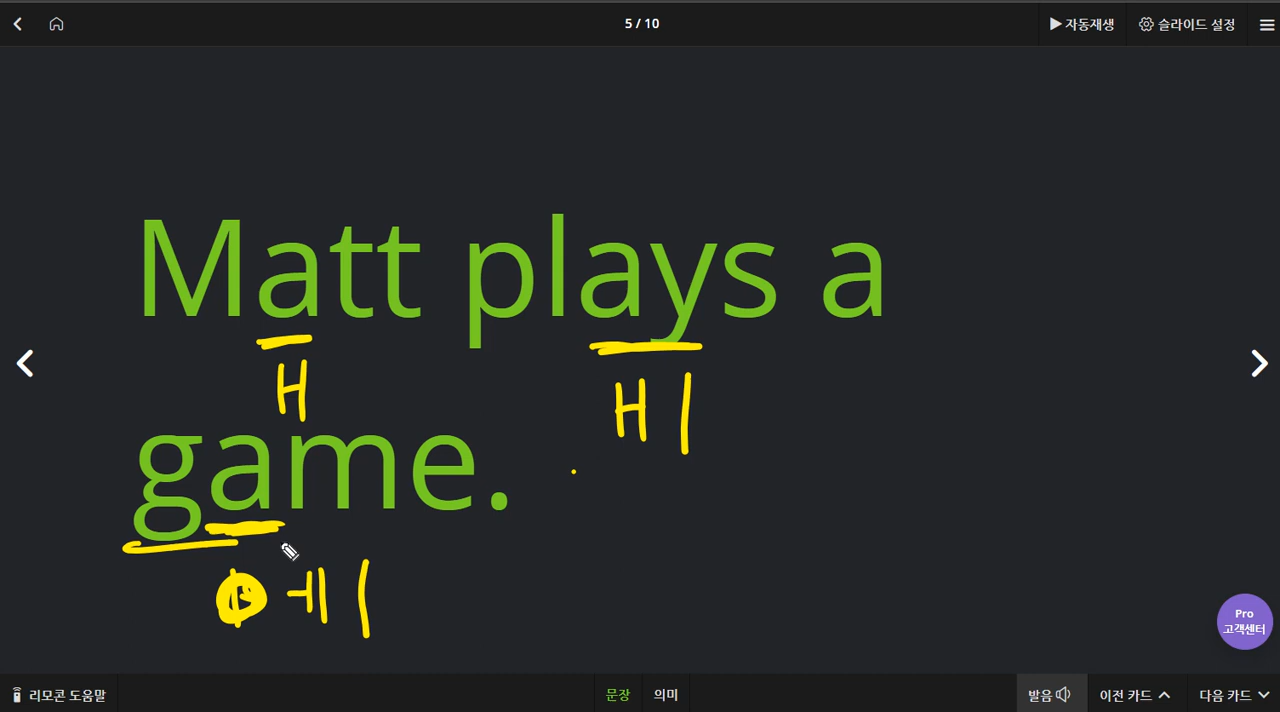 5 / 10
자동재생
슬라이드 설정
Matt plays a
ㅐ
ㅐㅣ
game.
ㅔㅣ
Pro
고객센터
리모콘 도움말
문장
의미
발음
이전 카드
다음 카드